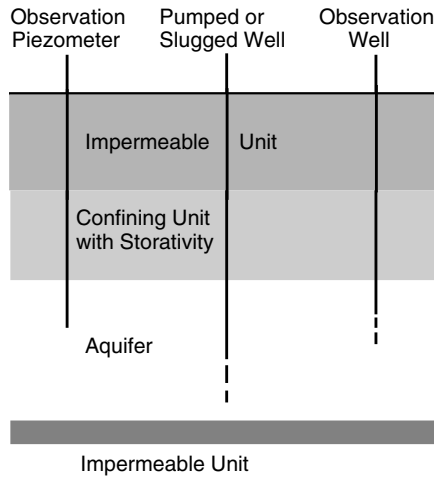 Observation Piezometer
Pumped or Slugged Well
Observation Well
Impermeable Unit
Confining Unit
with Storativity
Aquifer
Impermeable Unit